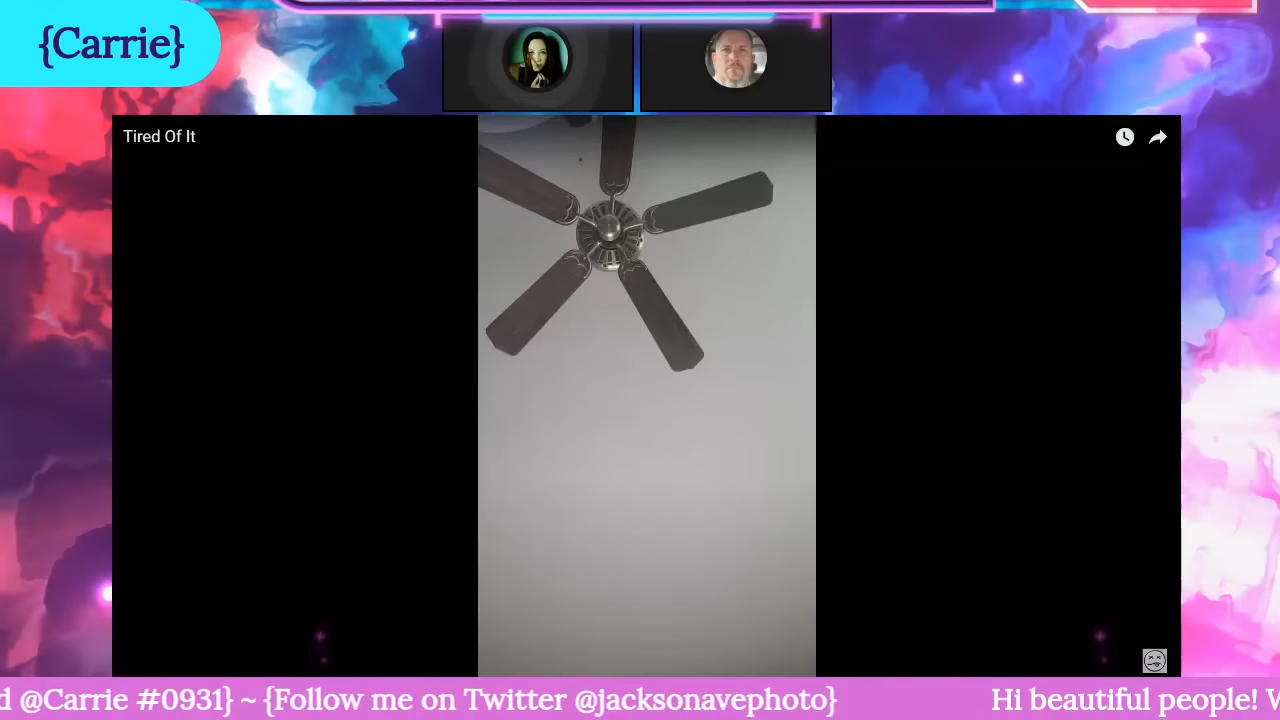 {Carrie}
Tired Of It
d @Carrie #0931} ~ {Follow me on Twitter @jacksonavephoto} Hi beautiful people! W